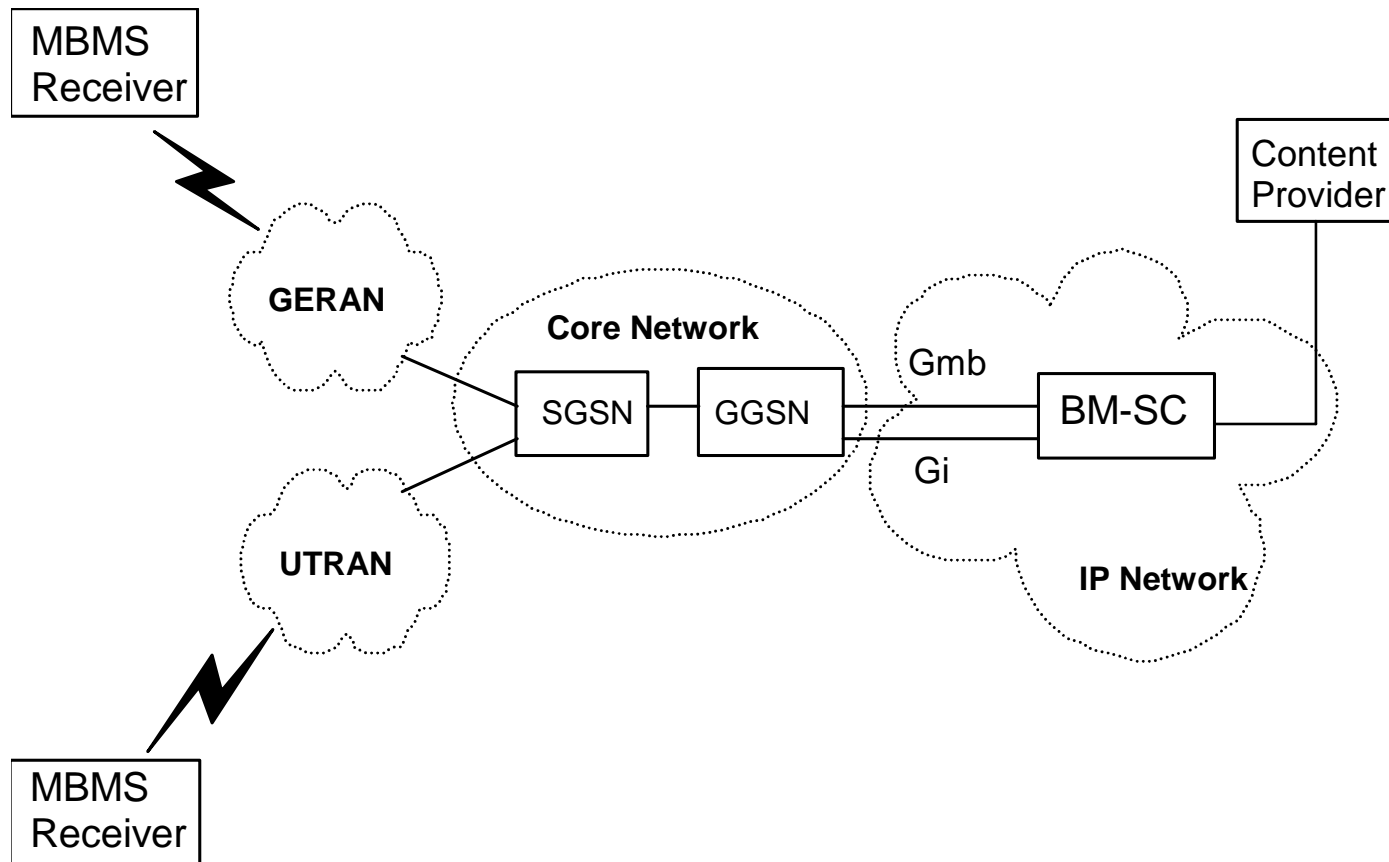 MBMS
Receiver
Content
Provider
GERAN
Core Network
Gmb
SGSN
GGSN
BM-SC
Gi
UTRAN
IP Network
MBMS
Receiver